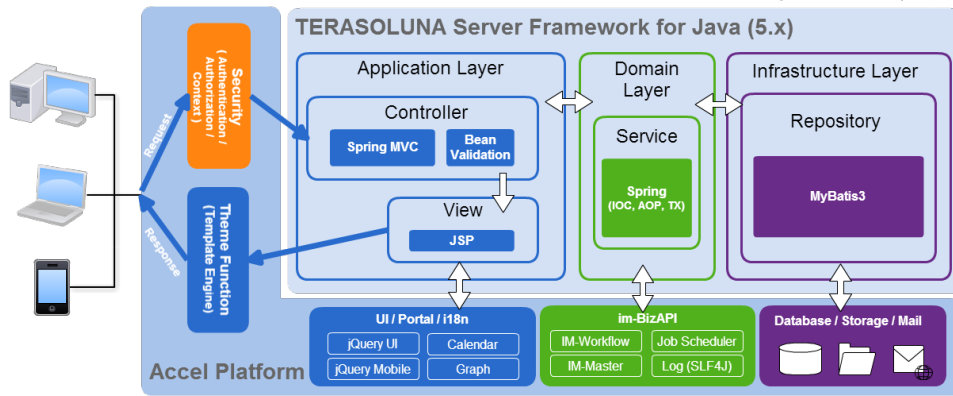 TERASOLUNA Server Framework for Java (5.x)
Security
( Authentication /
Authorization /
Context )
Request
Response
Theme Function
(Template Engine)
Application Layer
Controller
Spring MVC
Bean
Validation
View
JSP
Domain
Layer
Service
Spring
(IOC, AOP, TX)
Infrastructure Layer
Repository
MyBatis3
Accel Platform
UI / Portal / i18n
jQuery UI
Calendar
jQuery Mobile
Graph
im-BizAPI
IM-Workflow
Job Scheduler
IM-Master
Log (SLF4J)
Database / Storage / Mail